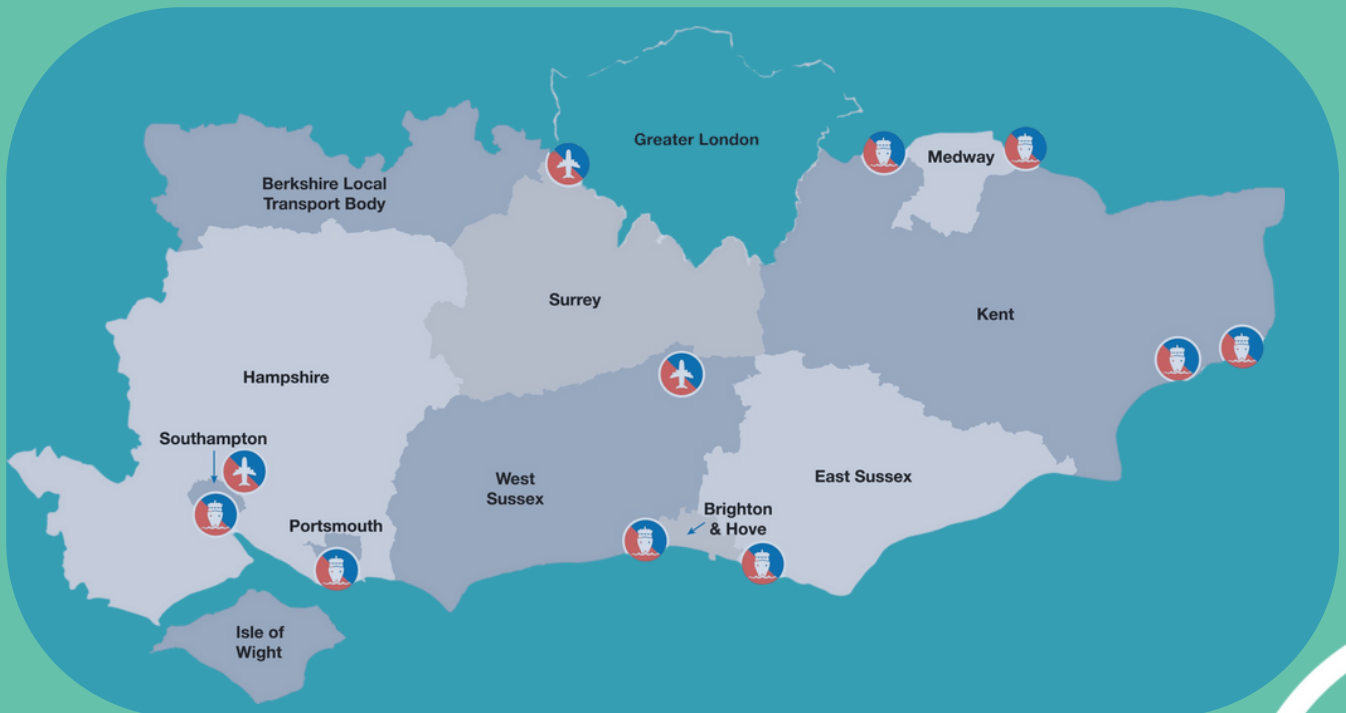 Greater London
Medway
Berkshire Local
Transport Body
Surrey
Kent
Hampshire
Southampton
West
Sussex
East Sussex
Brighton
& Hove
Portsmouth
Isle of
Wight